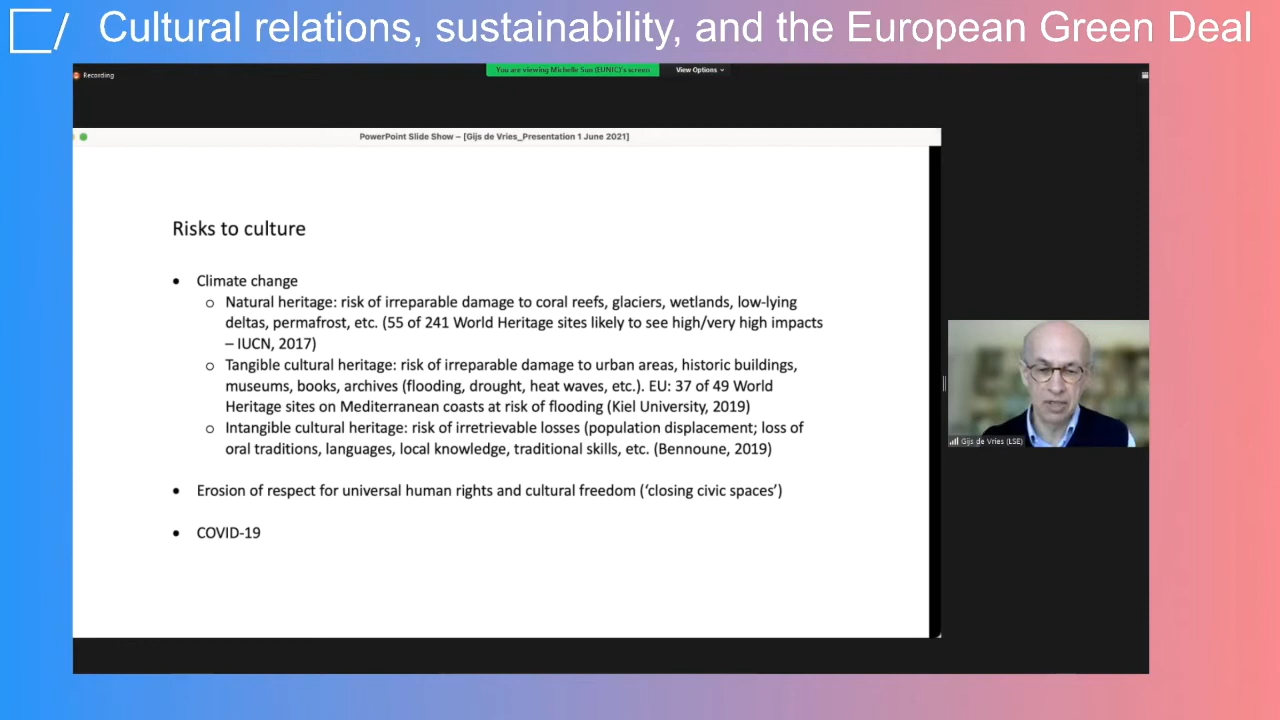 Cultural relations, sustainability, and the European Green Deal
Recording
You are viewing Michelle Sun (EUNIC)'s screen
View Options
PowerPoint Slide Show – [Gijs de Vries_Presentation 1 June 2021]
Risks to culture
• Climate change
o Natural heritage: risk of irreparable damage to coral reefs, glaciers, wetlands, low-lying
deltas, permafrost, etc. (55 of 241 World Heritage sites likely to see high/very high impacts
– IUCN, 2017)
o Tangible cultural heritage: risk of irreparable damage to urban areas, historic buildings,
museums, books, archives (flooding, drought, heat waves, etc.). EU: 37 of 49 World
Heritage sites on Mediterranean coasts at risk of flooding (Kiel University, 2019)
o Intangible cultural heritage: risk of irretrievable losses (population displacement; loss of
oral traditions, languages, local knowledge, traditional skills, etc. (Bennoune, 2019)
• Erosion of respect for universal human rights and cultural freedom (‘closing civic spaces’)
• COVID-19
Gijs de Vries (LSE)